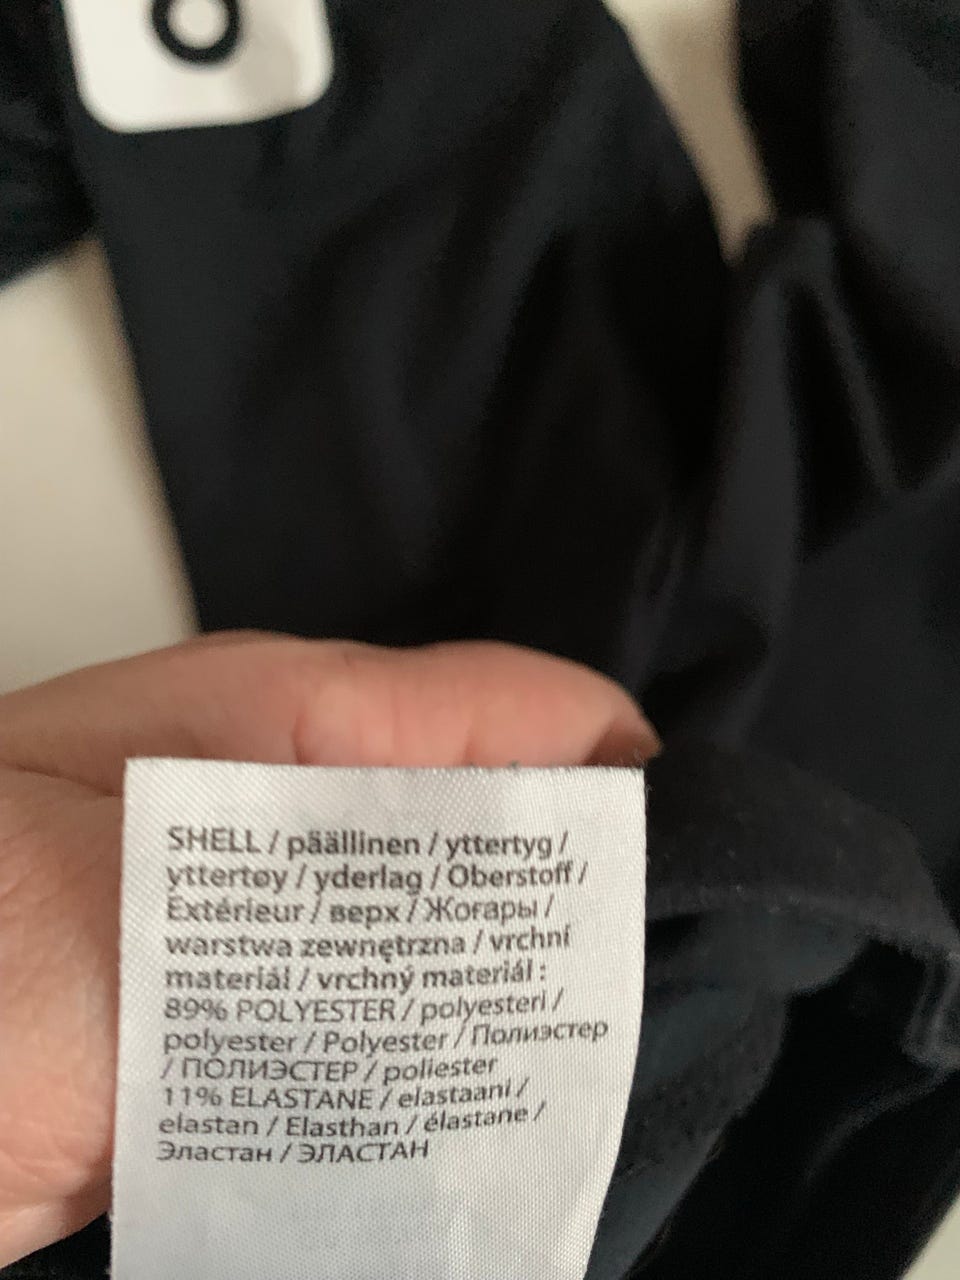 SHELL / päällinen / yttertyg /
yttertøy / yderlag / Oberstoff /
Extérieur / верх / Жоғары /
warstwa zewnętrzna / vrchní
materiál / vrchný materiál :
89% POLYESTER / polyesteri /
polyester / Polyester / Полиэстер
/ ПОЛИЭСТЕР / poliester
11% ELASTANE / elastaani /
elastan / Elasthan / élastane /
Эластан / ЭЛАСТАН